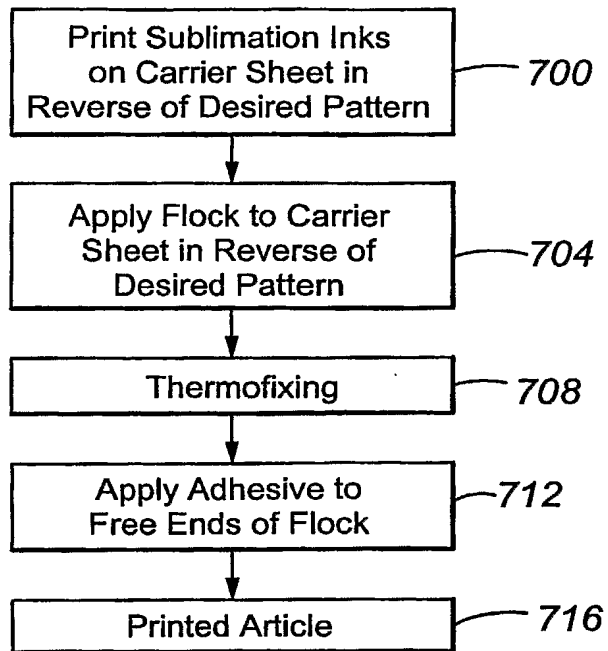 Print Sublimation Inks
on Carrier Sheet in
Reverse of Desired Pattern
700
Apply Flock to Carrier
Sheet in Reverse of
Desired Pattern
704
Thermofixing
708
Apply Adhesive to
Free Ends of Flock
712
Printed Article
716